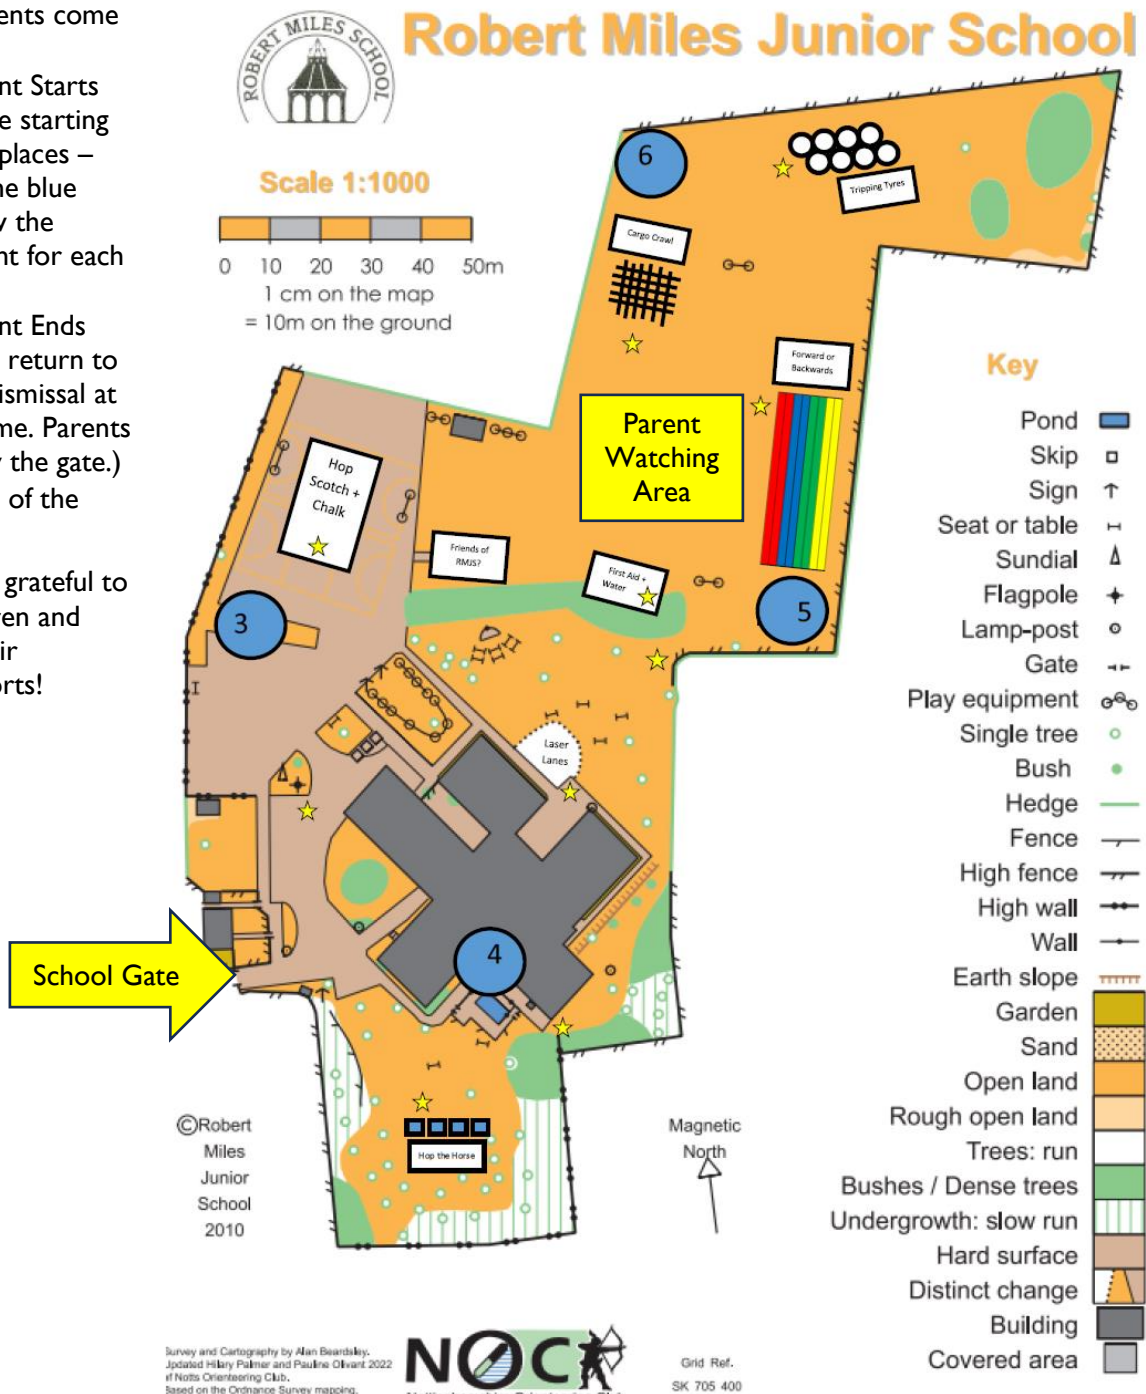 ents come
nt Starts
e starting
places –
ne blue
w the
nt for each
nt Ends
return to
ismissal at
me. Parents
y the gate.)
of the
grateful to
ren and
ir
orts!
ROBERT MILES SCHOOL
Robert Miles Junior School
Scale 1:1000
0 10 20 30 40 50m
1 cm on the map
= 10m on the ground
6
Tripping Tyres
Cargo Crawl
Forward or
Backwards
Parent
Watching
Area
Hop
Scotch +
Chalk
Friends of
RMJS?
First Aid +
Water
3
5
Laser
Lanes
4
School Gate
Hop the Horse
Key
Pond
Skip
Sign
Seat or table
Sundial
Flagpole
Lamp-post
Gate
Play equipment
Single tree
Bush
Hedge
Fence
High fence
High wall
Wall
Earth slope
Garden
Sand
Open land
Rough open land
Trees: run
Bushes / Dense trees
Undergrowth: slow run
Hard surface
Distinct change
Building
Covered area
©Robert
Miles
Junior
School
2010
Magnetic
North
Survey and Cartography by Alan Beardsley.
Updated Hilary Palmer and Pauline Olivant 2022
of Notts Orienteering Club.
Based on the Ordnance Survey mapping.
NOC
Grid Ref.
SK 705 400